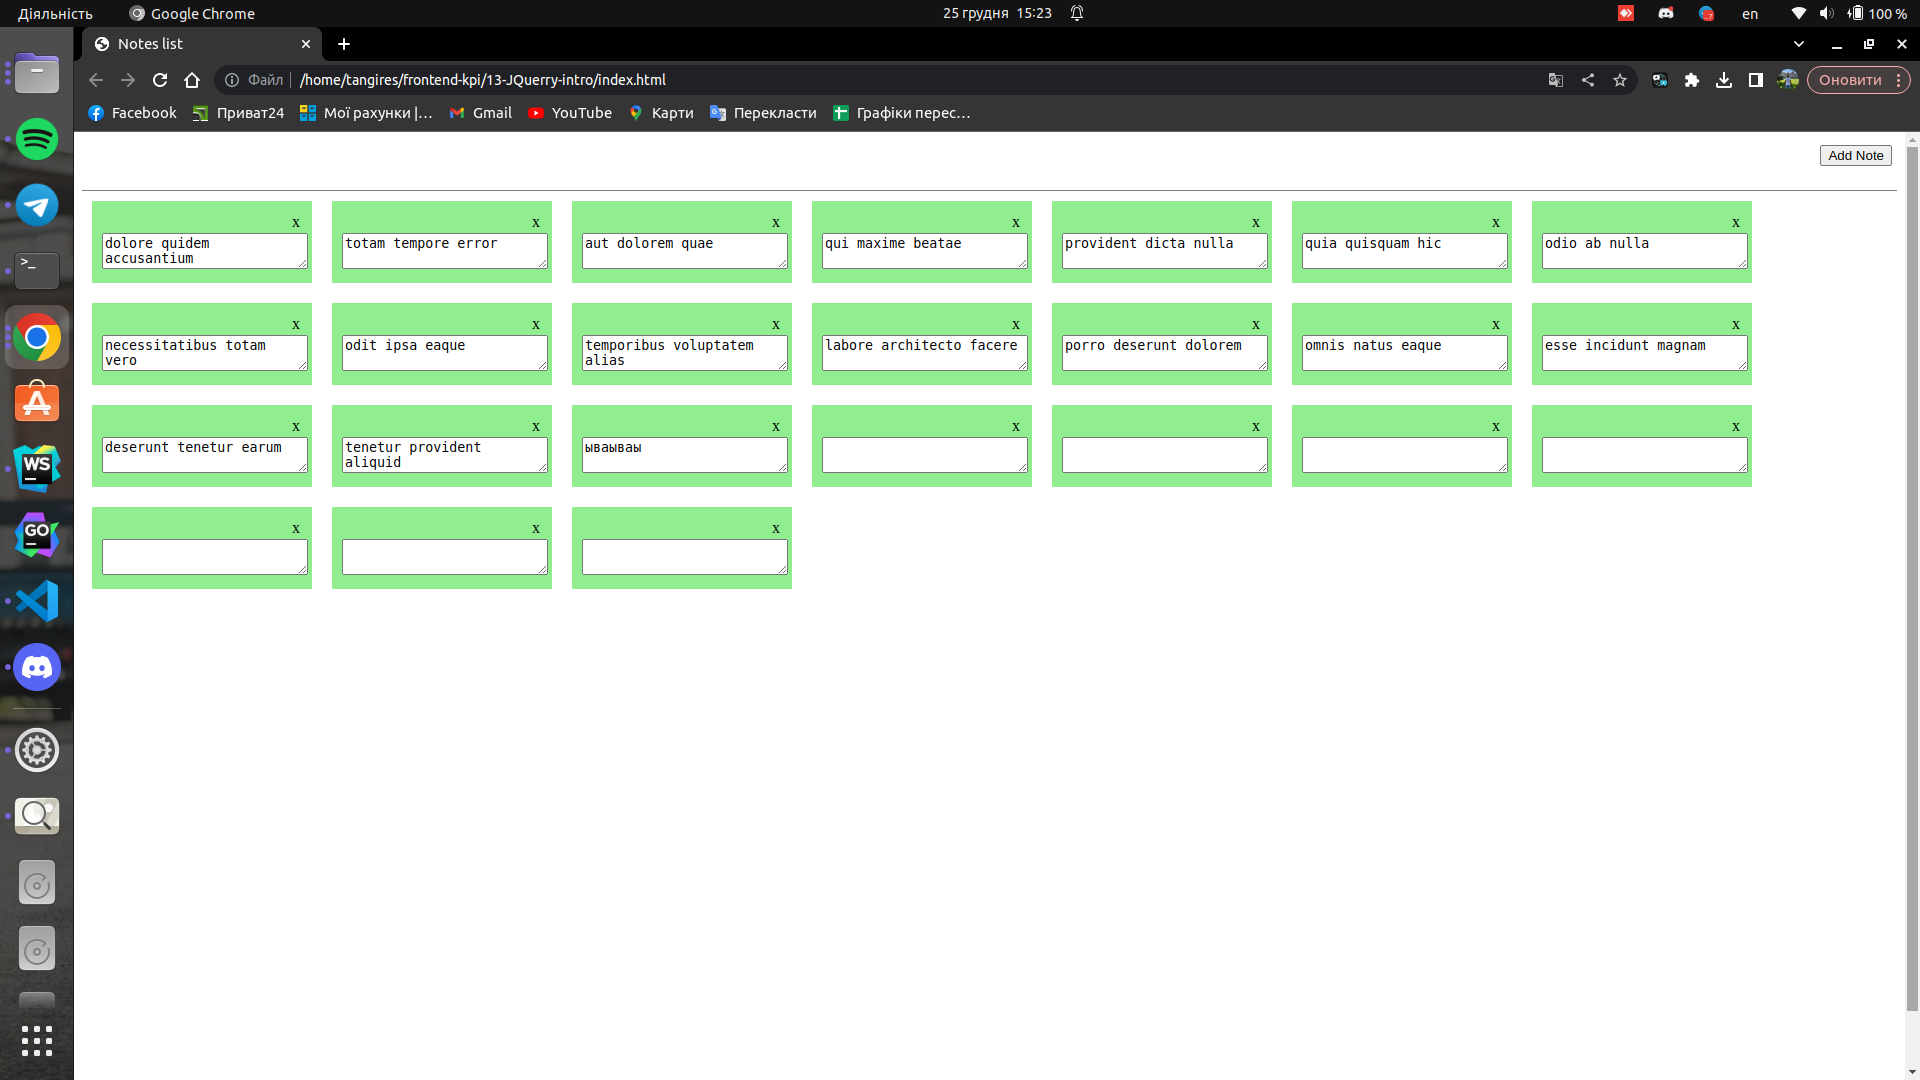 Діяльність
Google Chrome
25 грудня 15:23
en
100 %
Notes list
Файл
/home/tangires/frontend-kpi/13-JQuerry-intro/index.html
Оновити
Facebook
Приват24
Мої рахунки |...
Gmail
YouTube
Карти
Перекласти
Графіки перес...
Add Note
x
x
x
x
x
x
x
dolore quidem
accusantium
totam tempore error
aut dolorem quae
qui maxime beatae
provident dicta nulla
quia quisquam hic
odio ab nulla
x
x
x
x
x
x
x
necessitatibus totam
vero
odit ipsa eaque
temporibus voluptatem
alias
labore architecto facere
porro deserunt dolorem
omnis natus eaque
esse incidunt magnam
x
x
x
x
x
x
x
deserunt tenetur earum
tenetur provident
aliquid
ываываы
x
x
x
WS
GO